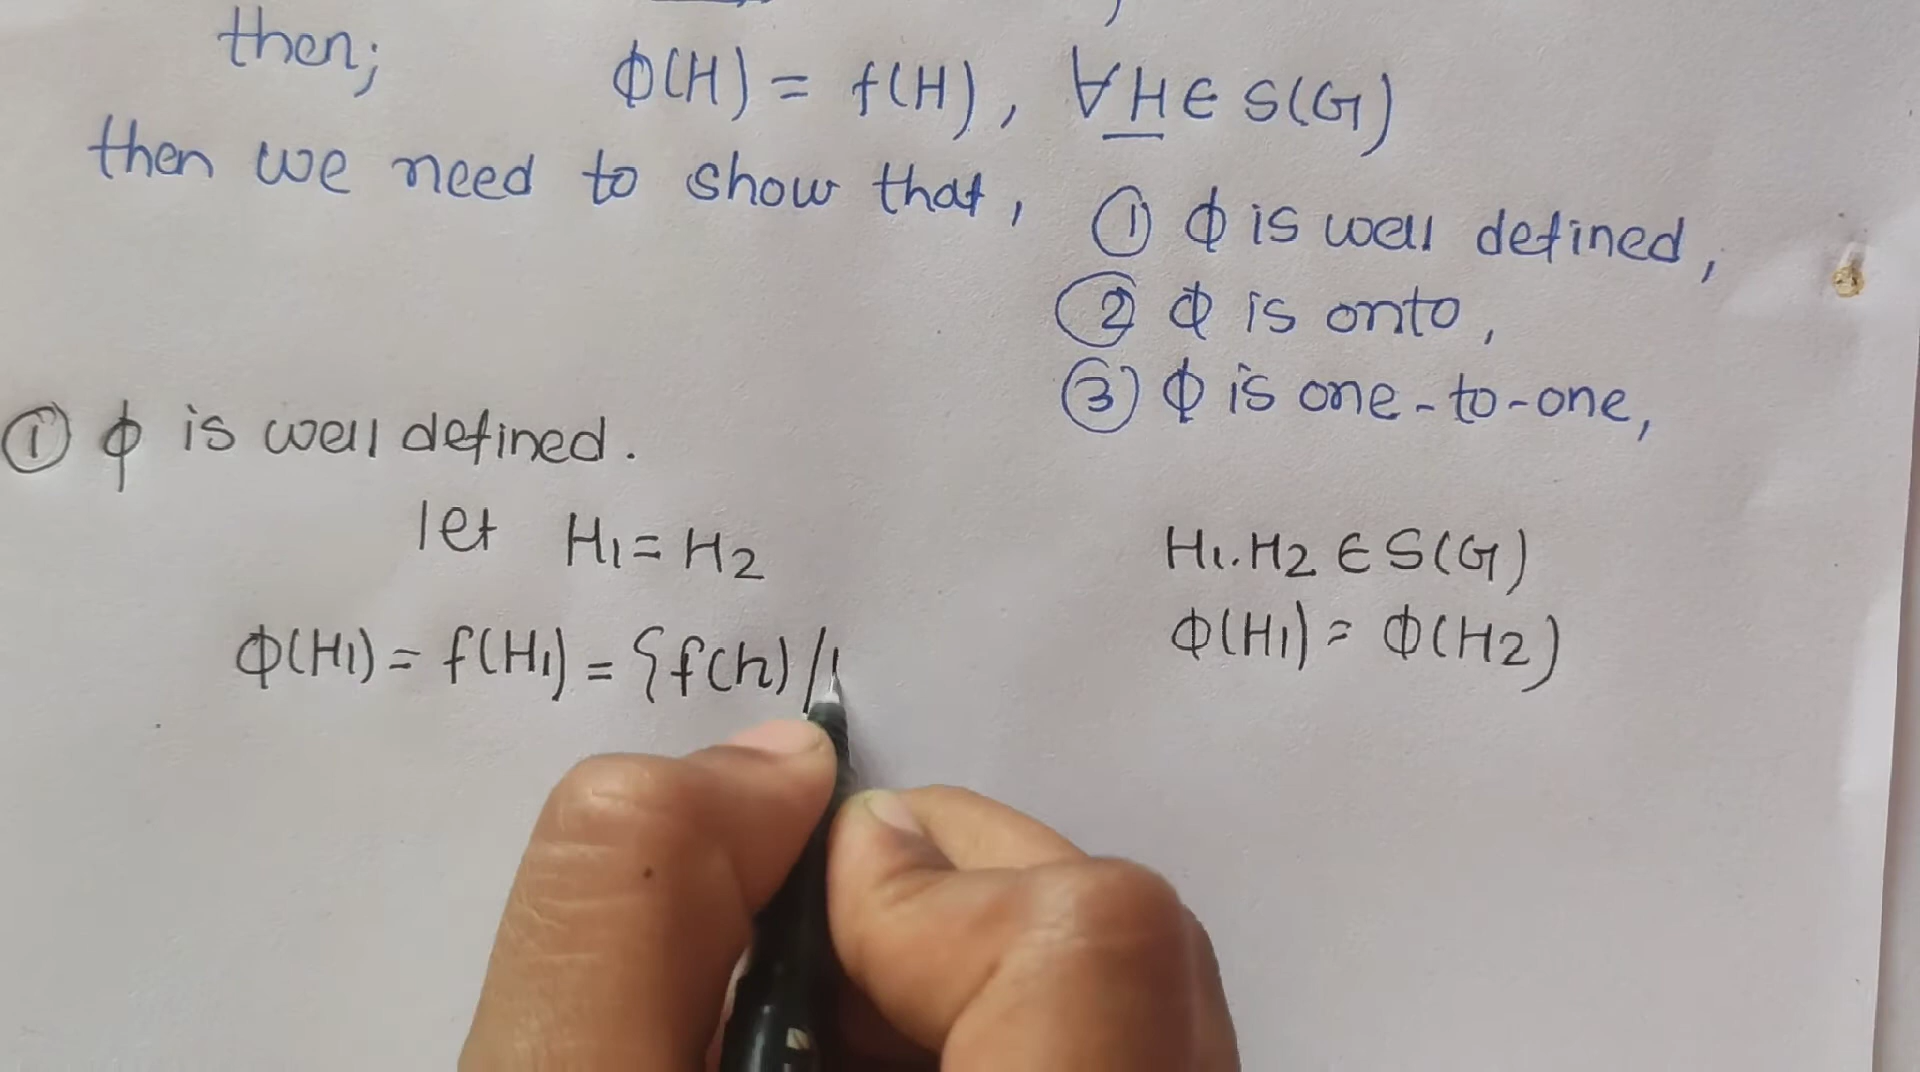 then;
ϕ(H) = f(H), ∀ H ∈ S(G)
then we need to show that, ① ϕ is well defined,
② ϕ is onto,
③ ϕ is one-to-one,
① ϕ is well defined.
let H1 = H2 H1.H2 ∈ S(G)
ϕ(H1) = f(H1) = {f(h) / ϕ(H1) = ϕ(H2)